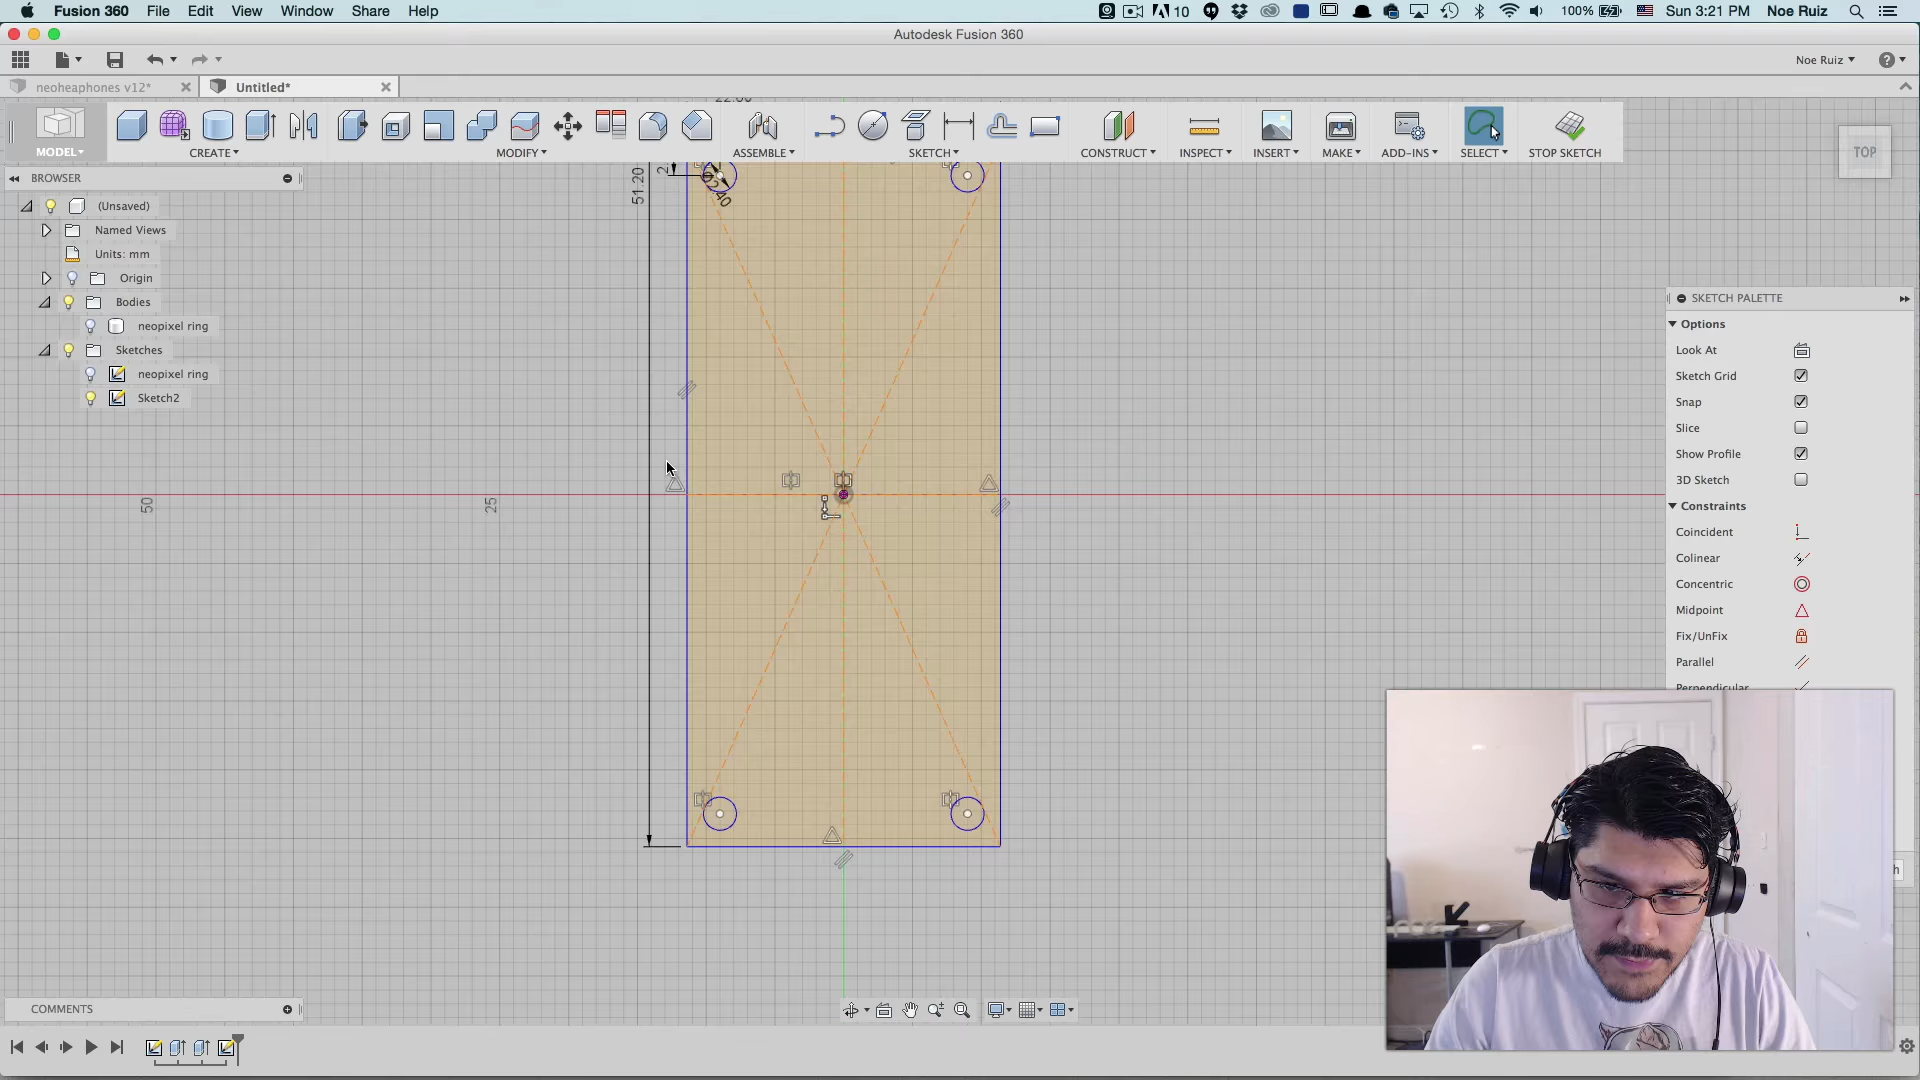 Fusion 360 File Edit View Window Share Help 10 100% Sun 3:21 PM Noe Ruiz
Autodesk Fusion 360
Noe Ruiz
neoheaphones v12* Untitled*
MODEL CREATE MODIFY ASSEMBLE SKETCH CONSTRUCT INSPECT INSERT MAKE ADD-INS SELECT STOP SKETCH
TOP
BROWSER
(Unsaved)
Named Views
Units: mm
Origin
Bodies
neopixel ring
Sketches
neopixel ring
Sketch2
51.20
50
25
SKETCH PALETTE
Options
Look At
Sketch Grid
Snap
Slice
Show Profile
3D Sketch
Constraints
Coincident
Colinear
Concentric
Midpoint
Fix/UnFix
Parallel
Perpendicular
COMMENTS